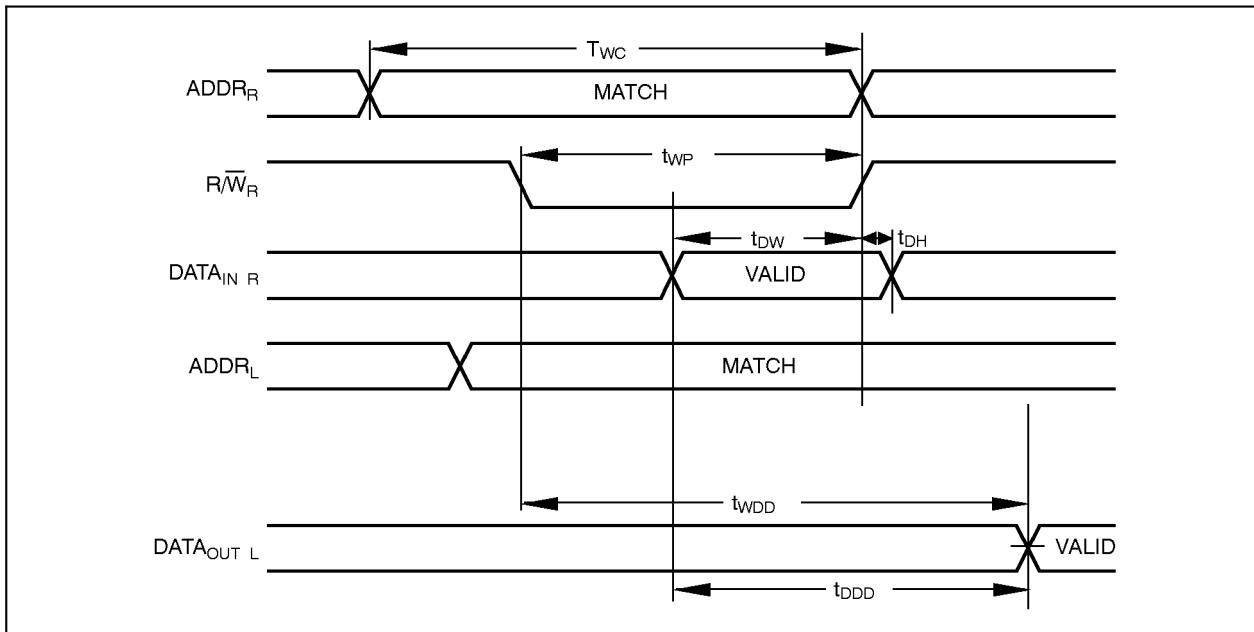 TWC
ADDRR
MATCH
tWP
R/W̅R
tDW
tDH
DATAIN R
VALID
ADDRL
MATCH
tWDD
DATAOUT L
VALID
tDDD